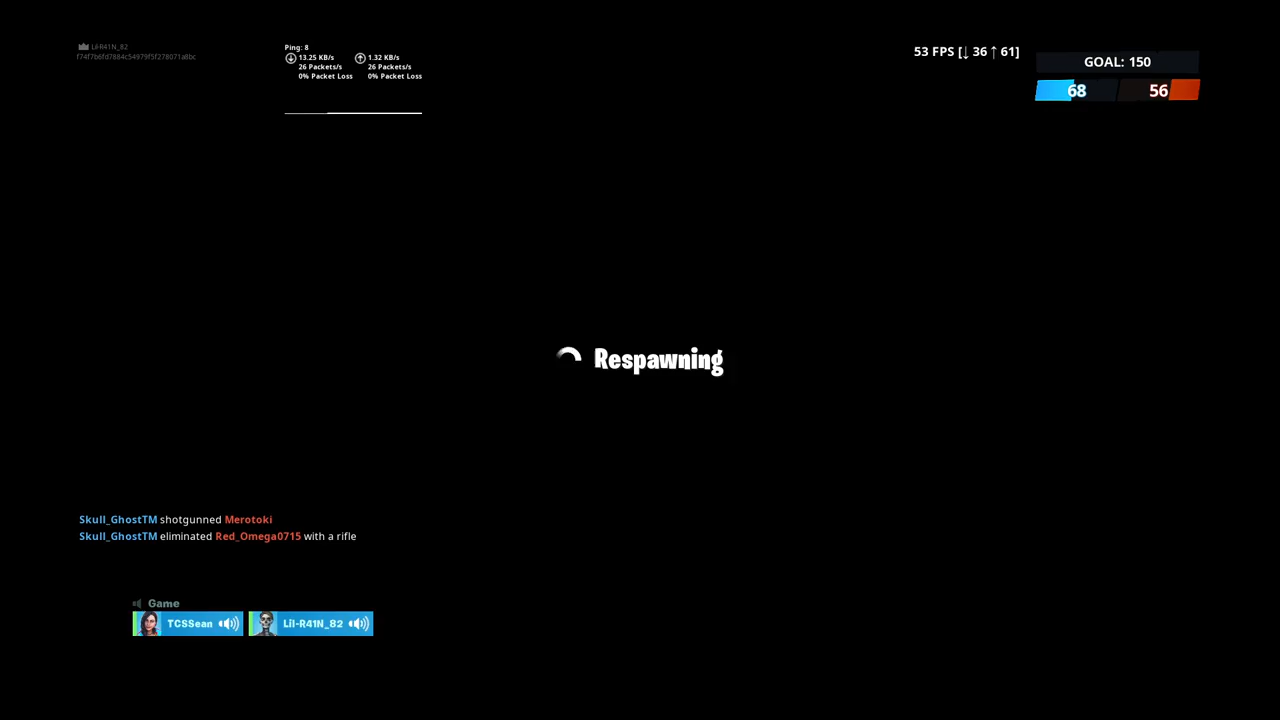 Lil-R41N_82
Ping: 8
13.25 KB/s 1.32 KB/s
26 Packets/s 26 Packets/s
0% Packet Loss 0% Packet Loss
53 FPS [↓ 36 ↑ 61]
GOAL: 150
68 56
Respawning
Skull_GhostTM shotgunned Merotoki
Skull_GhostTM eliminated Red_Omega0715 with a rifle
Game
TCSSean Lil-R41N_82